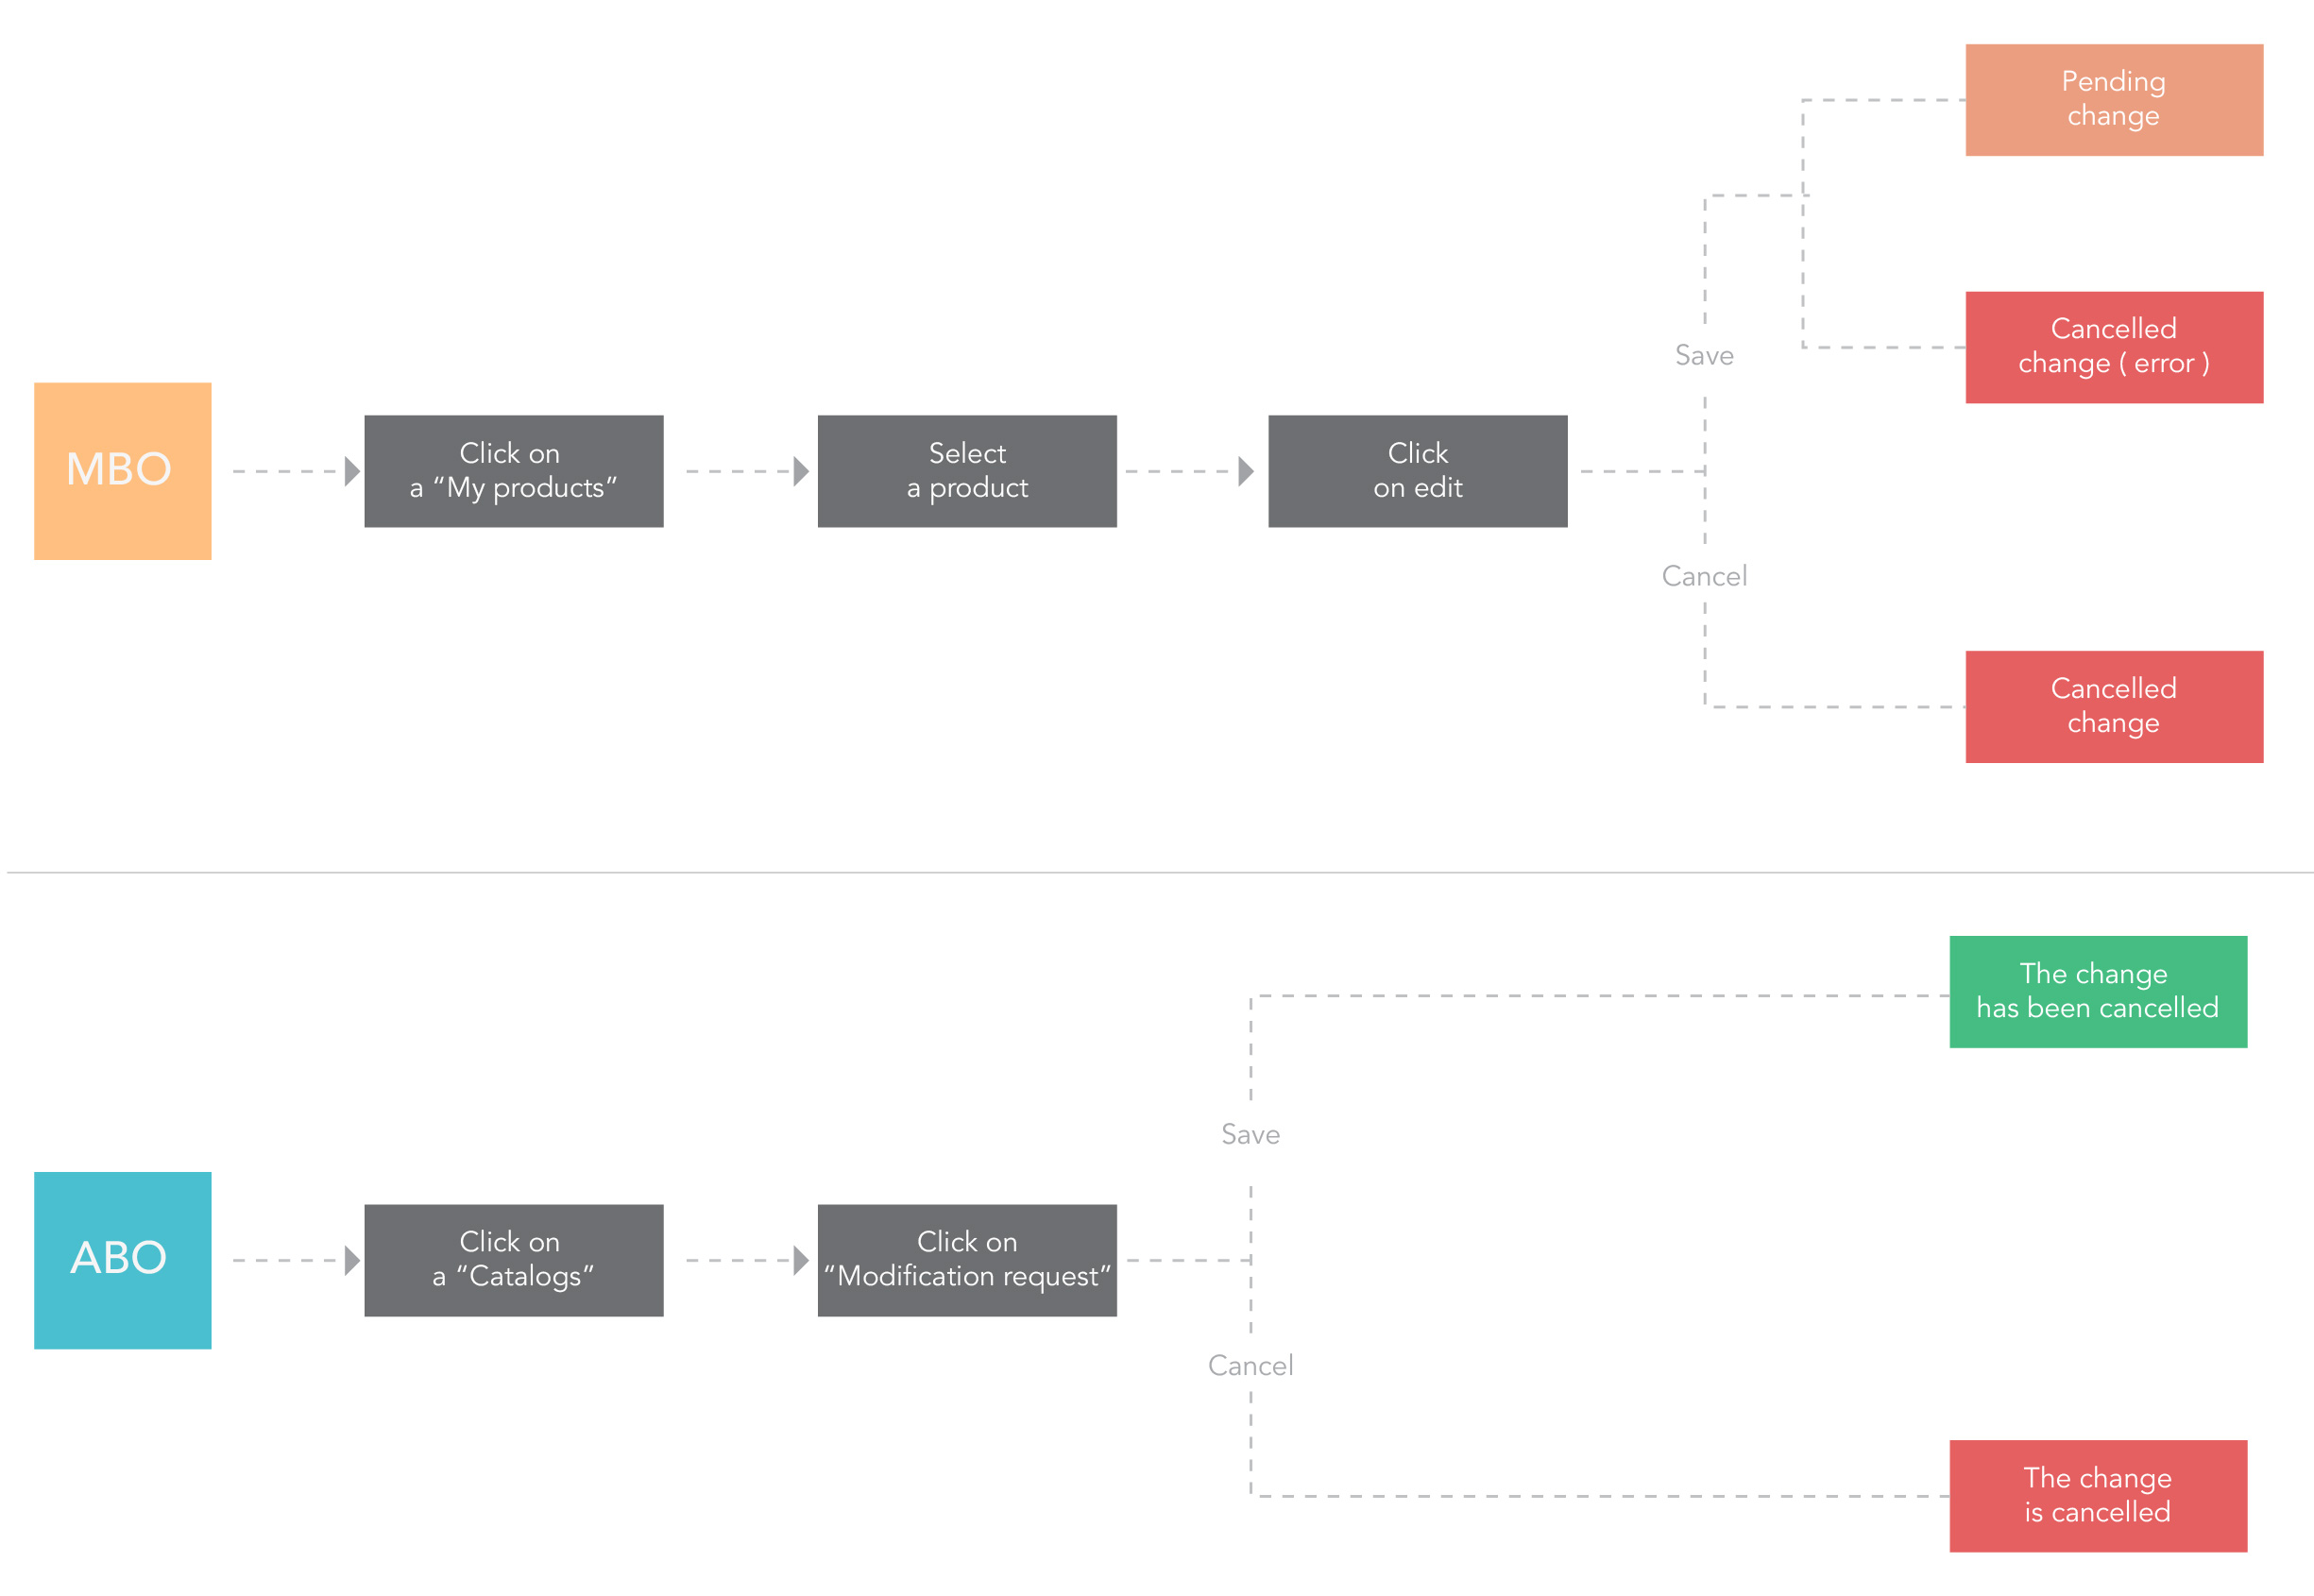 Pending
change
Cancelled
change ( error )
Save
MBO
Click on
a “My products“
Select
a product
Click
on edit
Cancel
Cancelled
change
The change
has been cancelled
Save
ABO
Click on
a “Catalogs“
Click on
“Modification request“
Cancel
The change
is cancelled